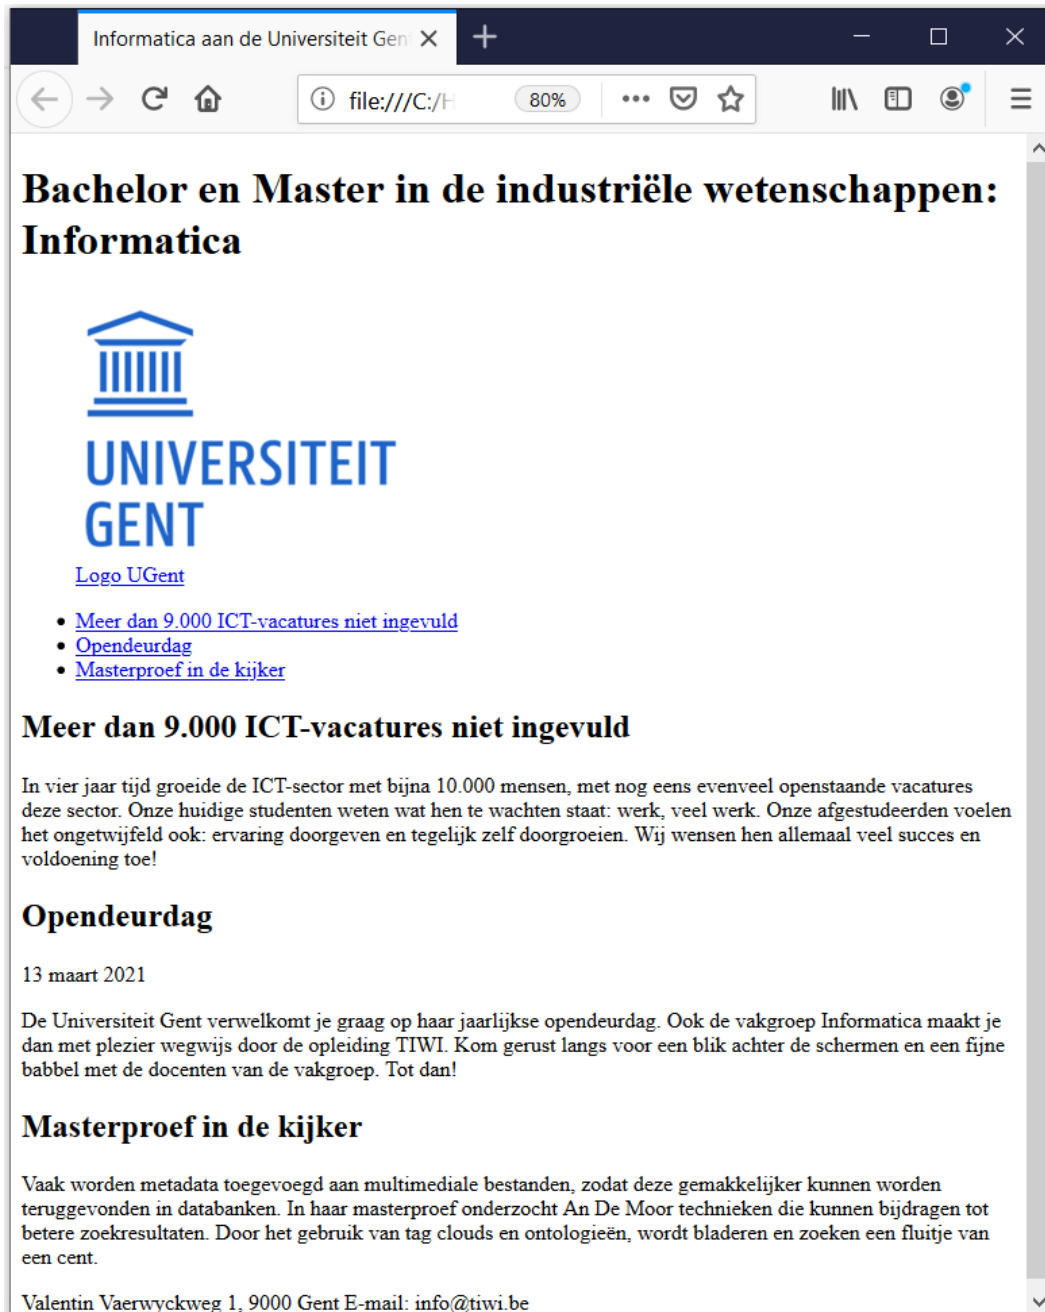 Informatica aan de Universiteit Gen
file:///C:/H
80%
Bachelor en Master in de industriële wetenschappen:
Informatica
UNIVERSITEIT
GENT
Logo UGent
Meer dan 9.000 ICT-vacatures niet ingevuld
Opendeurdag
Masterproef in de kijker
Meer dan 9.000 ICT-vacatures niet ingevuld
In vier jaar tijd groeide de ICT-sector met bijna 10.000 mensen, met nog eens evenveel openstaande vacatures
deze sector. Onze huidige studenten weten wat hen te wachten staat: werk, veel werk. Onze afgestudeerden voelen
het ongetwijfeld ook: ervaring doorgeven en tegelijk zelf doorgroeien. Wij wensen hen allemaal veel succes en
voldoening toe!
Opendeurdag
13 maart 2021
De Universiteit Gent verwelkomt je graag op haar jaarlijkse opendeurdag. Ook de vakgroep Informatica maakt je
dan met plezier wegwijs door de opleiding TIWI. Kom gerust langs voor een blik achter de schermen en een fijne
babbel met de docenten van de vakgroep. Tot dan!
Masterproef in de kijker
Vaak worden metadata toegevoegd aan multimediale bestanden, zodat deze gemakkelijker kunnen worden
teruggevonden in databanken. In haar masterproef onderzocht An De Moor technieken die kunnen bijdragen tot
betere zoekresultaten. Door het gebruik van tag clouds en ontologieën, wordt bladeren en zoeken een fluitje van
een cent.
Valentin Vaerwyckweg 1, 9000 Gent E-mail: info@tiwi.be